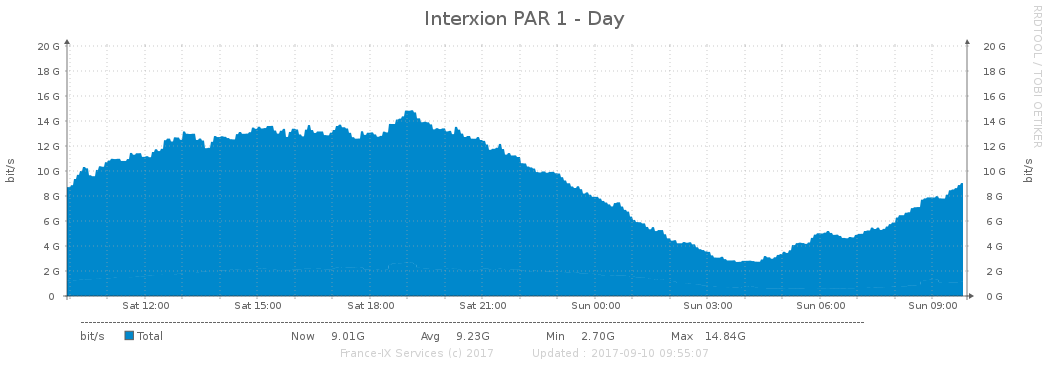 Interxion PAR 1 - Day
RRDTOOL / TOBI OETIKER
20 G 20 G
18 G 18 G
16 G 16 G
14 G 14 G
12 G 12 G
10 G 10 G
8 G 8 G
6 G 6 G
4 G 4 G
2 G 2 G
0 0 G
bit/s bit/s
Sat 12:00 Sat 15:00 Sat 18:00 Sat 21:00 Sun 00:00 Sun 03:00 Sun 06:00 Sun 09:00
bit/s Total Now 9.01G Avg 9.23G Min 2.70G Max 14.84G
France-IX Services (c) 2017 Updated : 2017-09-10 09:55:07